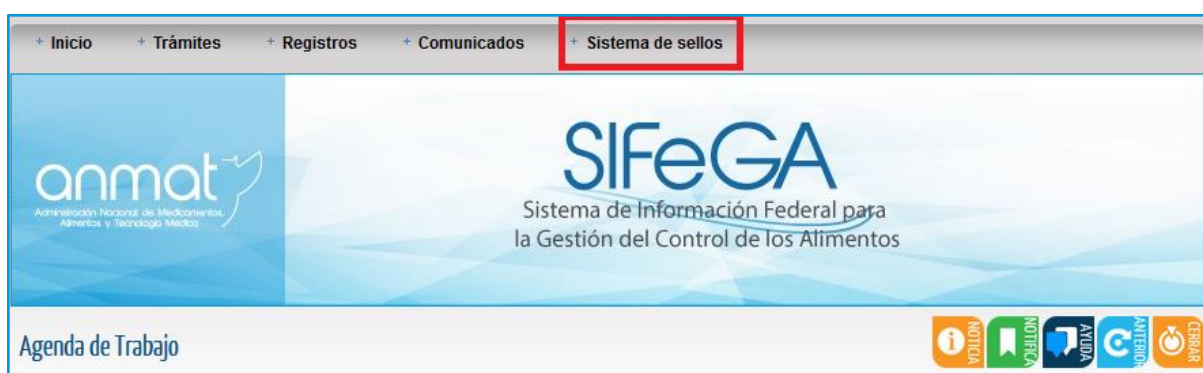 + Inicio + Trámites + Registros + Comunicados + Sistema de sellos
anmat
Administración Nacional de Medicamentos,
Alimentos y Tecnología Médica
SIFeGA
Sistema de Información Federal para
la Gestión del Control de los Alimentos
Agenda de Trabajo
NOTICIA NOTIFICA AYUDA ANTERIOR CERRAR